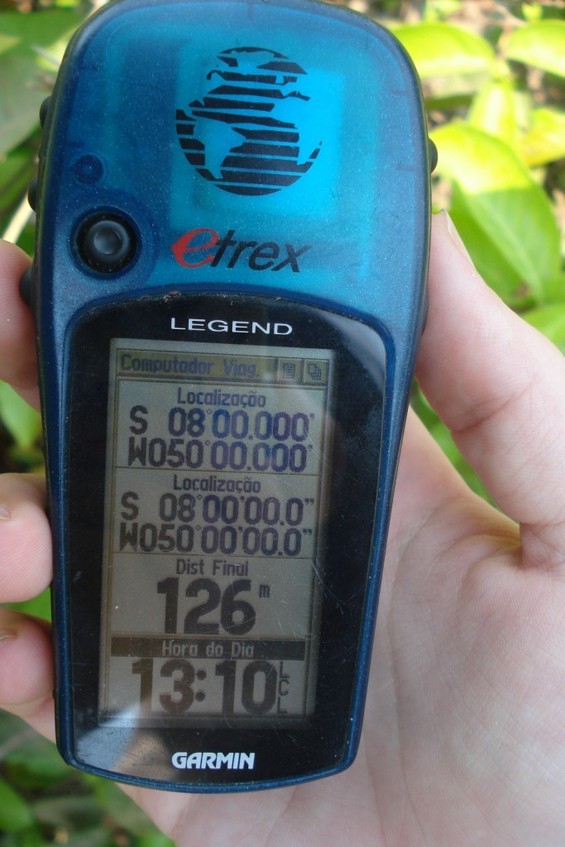 etrex
LEGEND
Computador Viag.
Localização
S 08°00.000'
W050°00.000'
Localização
S 08°00'00.0"
W050°00'00.0"
Dist Final
126 m
Hora do Dia
13:10 LCL
GARMIN